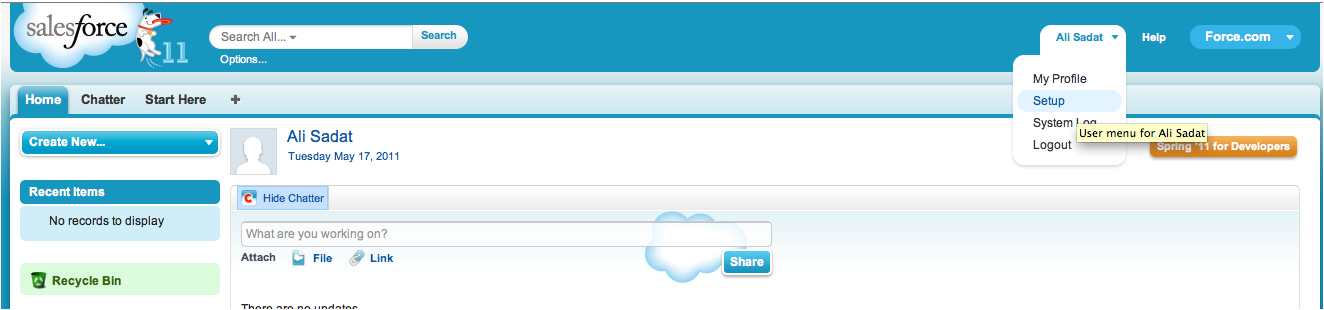 salesforce
11
Search All...
Search
Options...
Ali Sadat
Help
Force.com
My Profile
Setup
System Log
Logout
User menu for Ali Sadat
Home
Chatter
Start Here
+
Create New...
Ali Sadat
Tuesday May 17, 2011
Spring '11 for Developers
Recent Items
No records to display
Hide Chatter
What are you working on?
Attach
File
Link
Share
Recycle Bin
There are no updates.